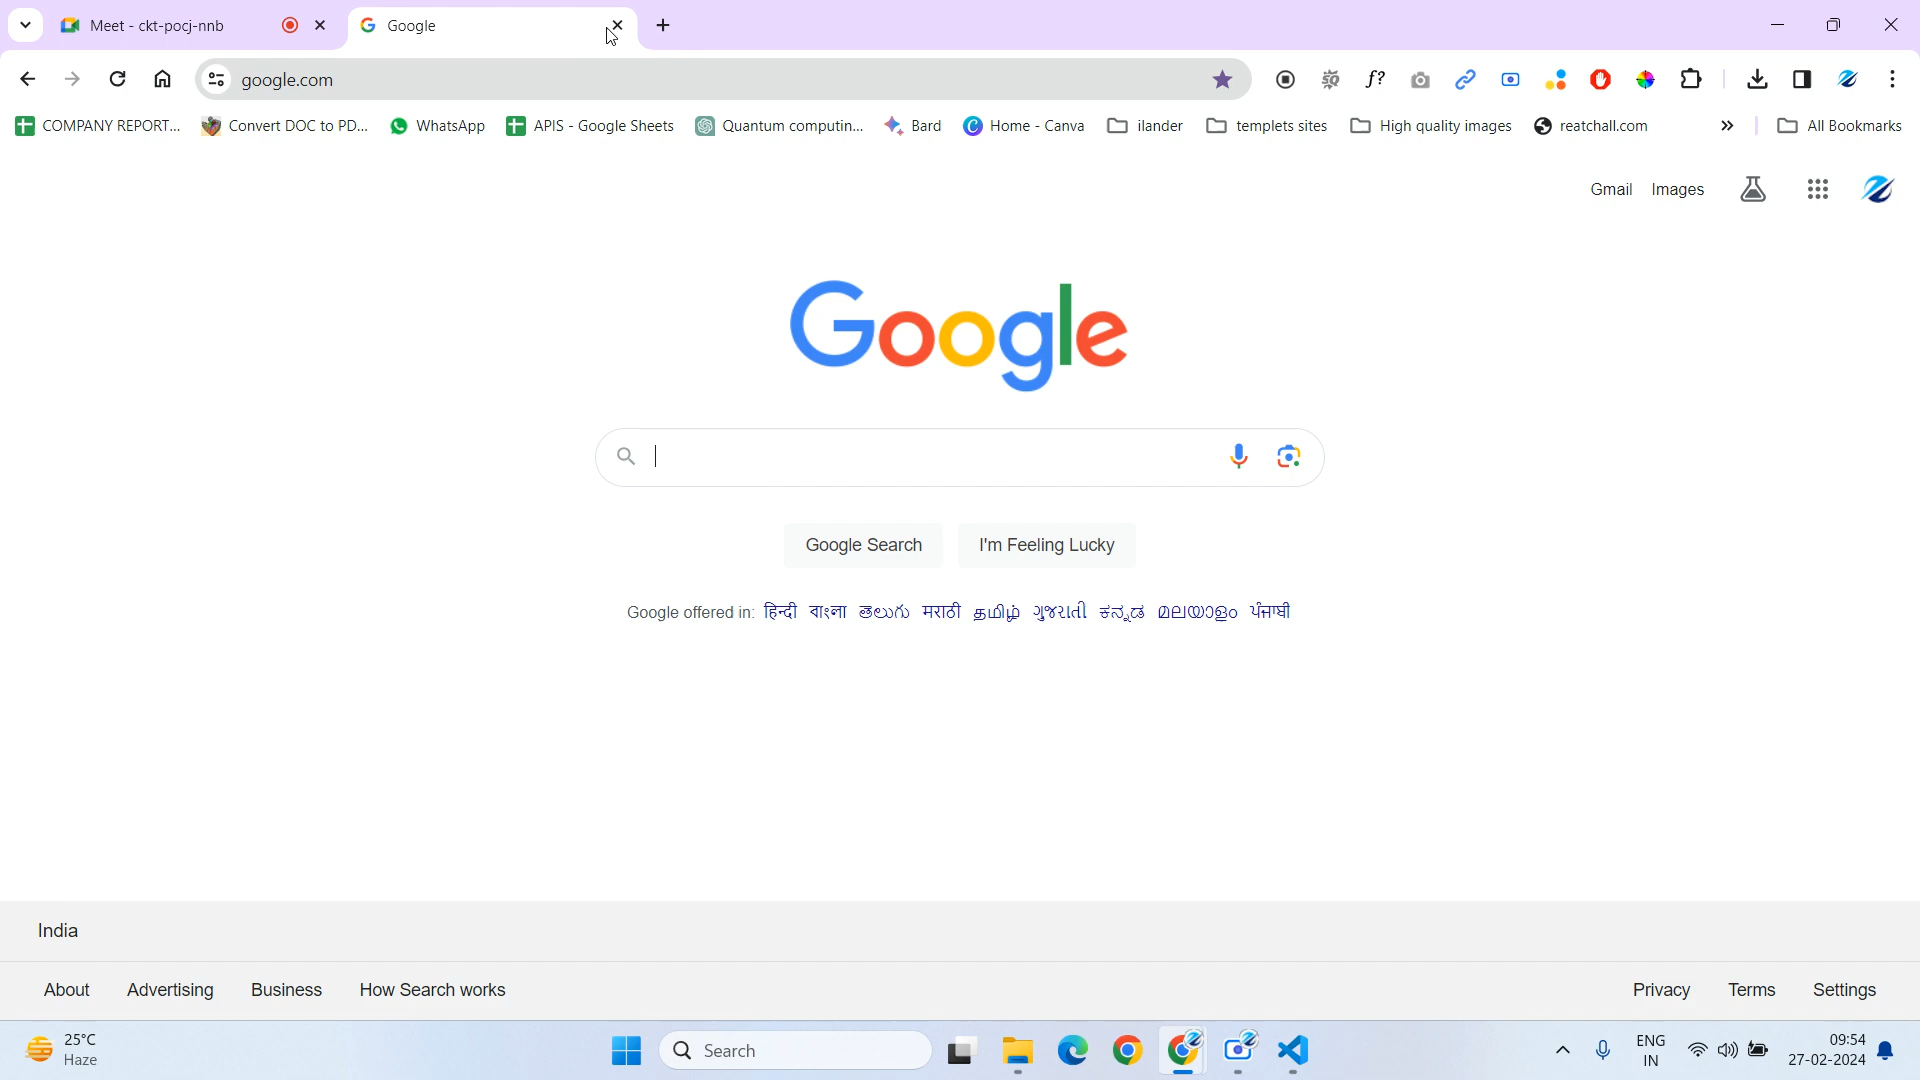 Meet - ckt-pocj-nnb
Google
google.com
COMPANY REPORT...
Convert DOC to PD...
WhatsApp
APIS - Google Sheets
Quantum computin...
Bard
Home - Canva
ilander
templets sites
High quality images
reatchall.com
All Bookmarks
Gmail Images
Google
Google Search
I'm Feeling Lucky
Google offered in: हिन्दी বাংলা తెలుగు मराठी தமிழ் ગુજરાતી ಕನ್ನಡ മലയാളം ਪੰਜਾਬੀ
India
About Advertising Business How Search works
Privacy Terms Settings
25°C
Haze
Search
ENG
IN
09:54
27-02-2024